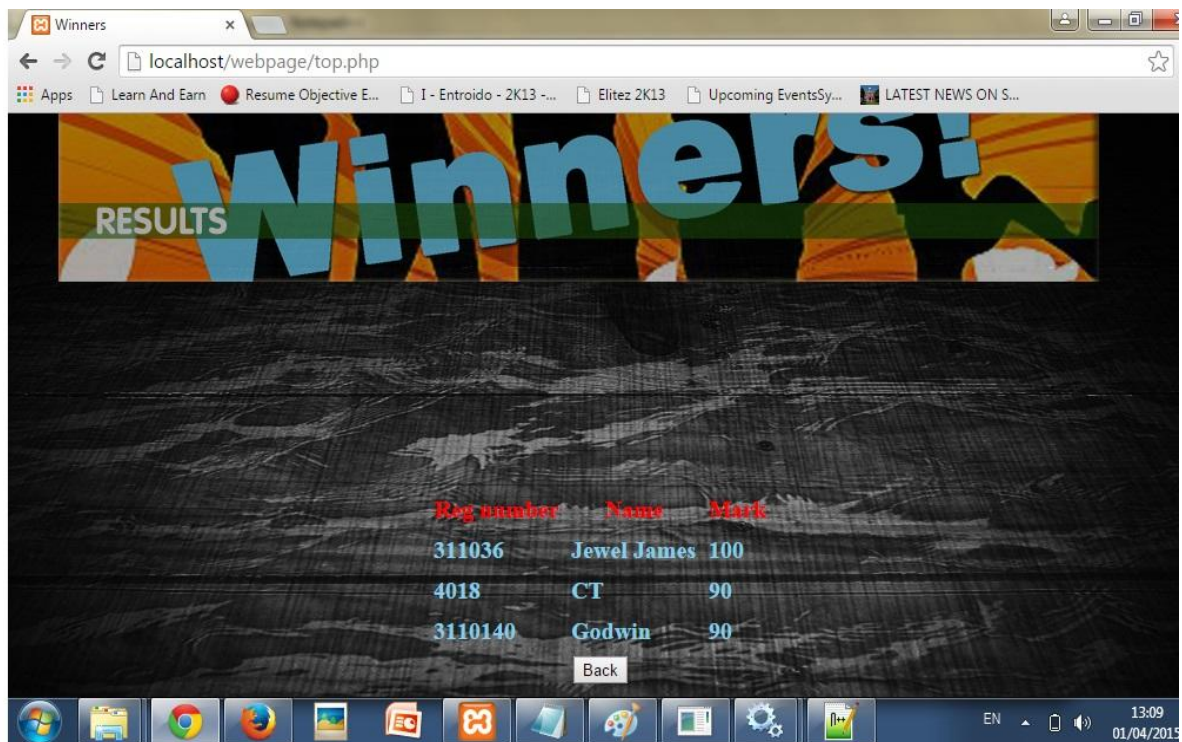 Winners
localhost/webpage/top.php
Apps Learn And Earn Resume Objective E... I - Entroido - 2K13 -... Elitez 2K13 Upcoming EventsSy... LATEST NEWS ON S...
Winners!
RESULTS
Reg number Name Mark
311036 Jewel James 100
4018 CT 90
3110140 Godwin 90
Back
EN 13:09
01/04/2015